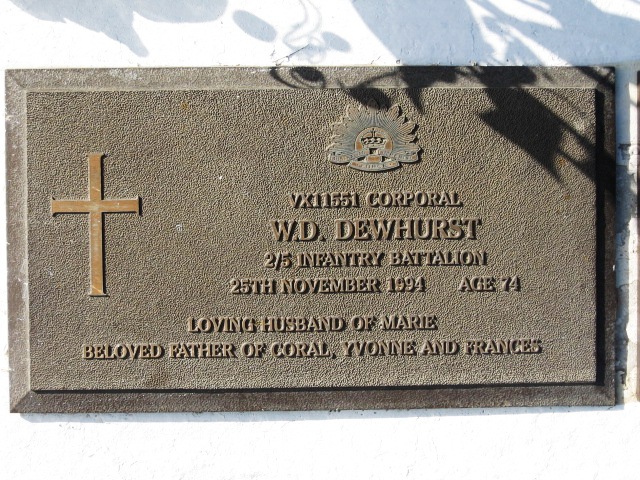 VX11551 CORPORAL
W.D. DEWHURST
2/5 INFANTRY BATTALION
25TH NOVEMBER 1994 AGE 74
LOVING HUSBAND OF MARIE
BELOVED FATHER OF CORAL, YVONNE AND FRANCES